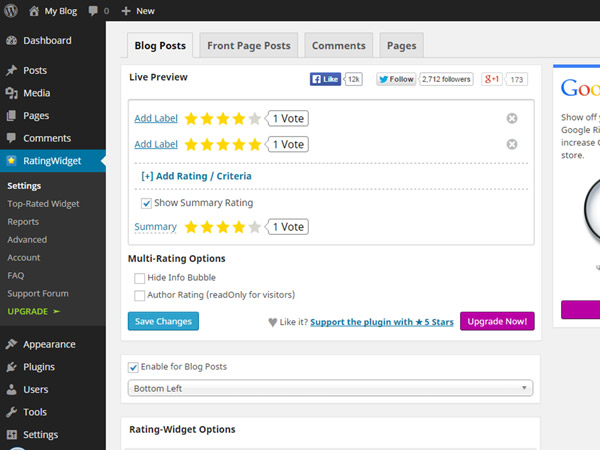 My Blog 0 + New
Dashboard
Posts
Media
Pages
Comments
RatingWidget
Settings
Top-Rated Widget
Reports
Advanced
Account
FAQ
Support Forum
UPGRADE ➤
Appearance
Plugins
Users
Tools
Settings
Blog Posts Front Page Posts Comments Pages
Live Preview Like 12k Follow 2,712 followers g+1 173
Add Label 1 Vote
Add Label 1 Vote
[+] Add Rating / Criteria
Show Summary Rating
Summary 1 Vote
Multi-Rating Options
Hide Info Bubble
Author Rating (readOnly for visitors)
Save Changes Like it? Support the plugin with ★ 5 Stars Upgrade Now!
Enable for Blog Posts
Bottom Left
Rating-Widget Options
Show off y
Google Ri
increase
store.